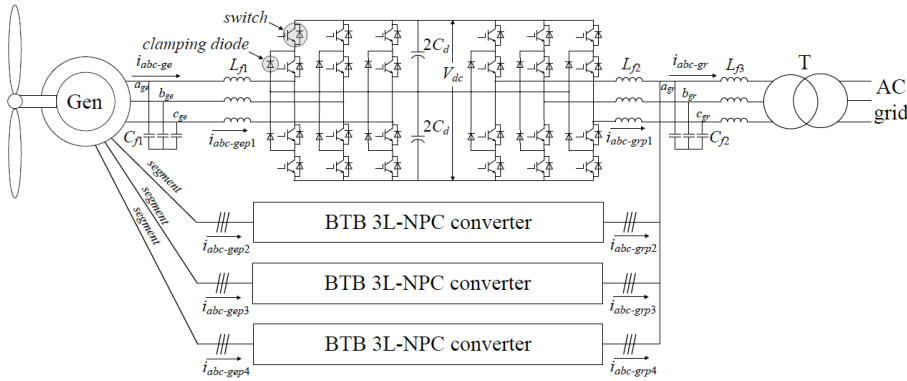 switch
clamping diode
i_abc-ge
L_f1
2C_d
V_dc
L_f2
i_abc-gr
L_f3
T
a_ge
b_ge
c_ge
a_gr
b_gr
c_gr
Gen
AC
grid
C_f1
i_abc-gep1
2C_d
i_abc-grp1
C_f2
segment
segment
segment
BTB 3L-NPC converter
i_abc-gep2
i_abc-grp2
BTB 3L-NPC converter
i_abc-gep3
i_abc-grp3
BTB 3L-NPC converter
i_abc-gep4
i_abc-grp4